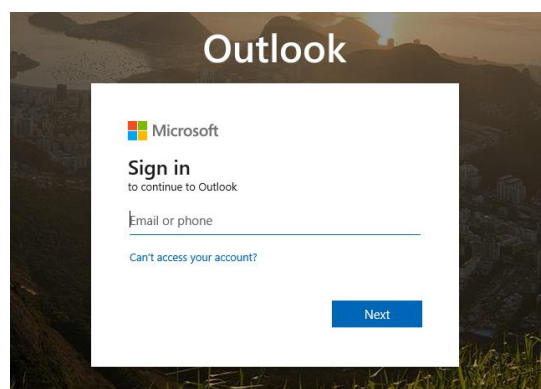 Outlook
Microsoft
Sign in
to continue to Outlook
Email or phone
Can't access your account?
Next